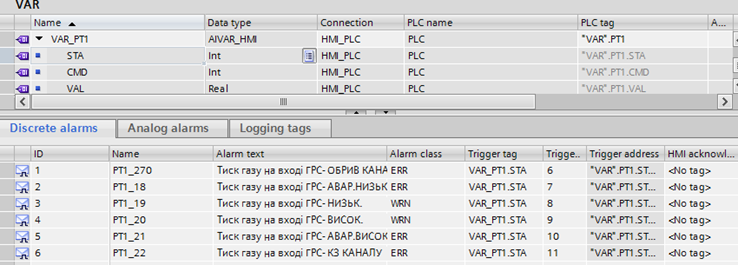 VAR
Name Data type Connection PLC name PLC tag A...
VAR_PT1 AIVAR_HMI HMI_PLC PLC "VAR".PT1
STA Int HMI_PLC PLC "VAR".PT1.STA
CMD Int HMI_PLC PLC "VAR".PT1.CMD
VAL Real HMI_PLC PLC "VAR".PT1.VAL
Discrete alarms Analog alarms Logging tags
ID Name Alarm text Alarm class Trigger tag Trigge.. Trigger address HMI acknowl...
1 PT1_270 Тиск газу на вході ГРС- ОБРИВ КАНА ERR VAR_PT1.STA 6 "VAR".PT1.ST... <No tag>
2 PT1_18 Тиск газу на вході ГРС- АВАР.НИЗЬК ERR VAR_PT1.STA 7 "VAR".PT1.ST... <No tag>
3 PT1_19 Тиск газу на вході ГРС- НИЗЬК. WRN VAR_PT1.STA 8 "VAR".PT1.ST... <No tag>
4 PT1_20 Тиск газу на вході ГРС- ВИСОК. WRN VAR_PT1.STA 9 "VAR".PT1.ST... <No tag>
5 PT1_21 Тиск газу на вході ГРС- АВАР.ВИСОК ERR VAR_PT1.STA 10 "VAR".PT1.ST... <No tag>
6 PT1_22 Тиск газу на вході ГРС- КЗ КАНАЛУ ERR VAR_PT1.STA 11 "VAR".PT1.ST... <No tag>